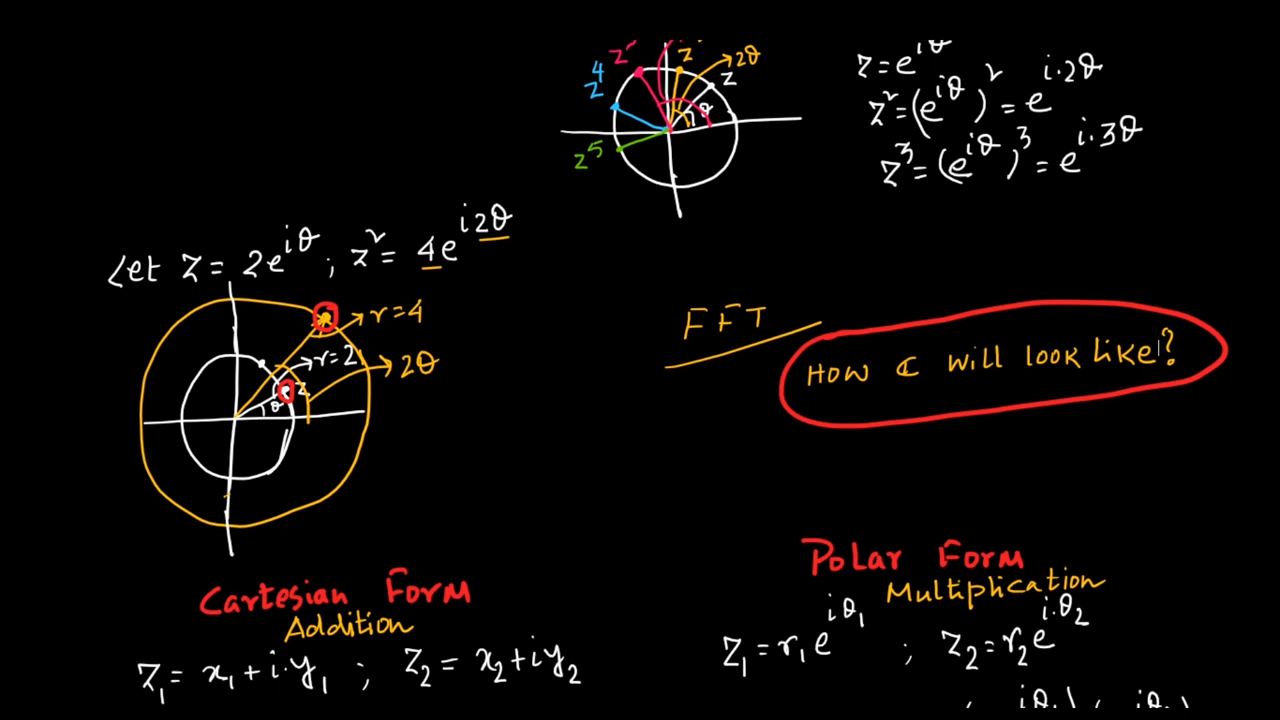 z⁴ z² z 2θ
z
θ
z⁵
z = e^{iθ}
z² = (e^{iθ})² = e^{i·2θ}
z³ = (e^{iθ})³ = e^{i·3θ}
Let z = 2e^{iθ} ; z² = 4e^{i2θ}
r=4
r=2
2θ
z
θ
FFT
How ℂ will look like?
Cartesian Form
Addition
z₁ = x₁ + i·y₁ ; z₂ = x₂ + iy₂
Polar Form
Multiplication
z₁ = r₁e^{iθ₁} ; z₂ = r₂e^{i·θ₂}